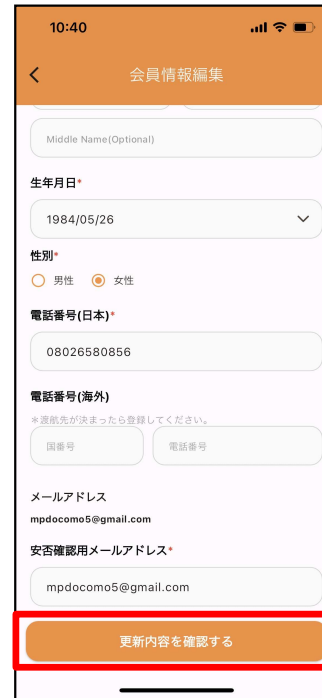 10:40
会員情報編集
Middle Name(Optional)
生年月日*
1984/05/26
性別*
男性 女性
電話番号(日本)*
08026580856
電話番号(海外)
*渡航先が決まったら登録してください。
国番号 電話番号
メールアドレス
mpdocomo5@gmail.com
安否確認用メールアドレス*
mpdocomo5@gmail.com
更新内容を確認する